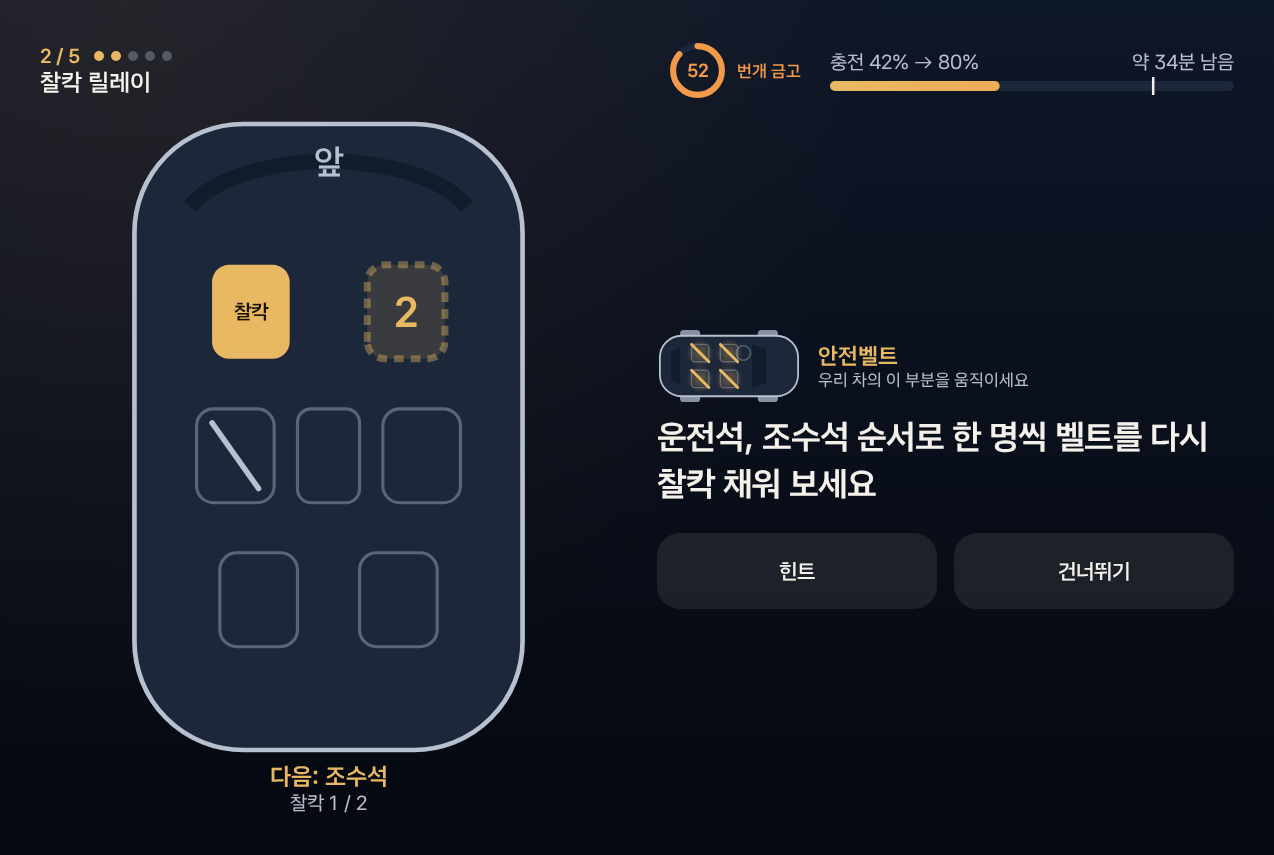 2 / 5
찰칵 릴레이
52
번개 금고
충전 42% → 80%
약 34분 남음
앞
찰칵
2
다음: 조수석
찰칵 1 / 2
안전벨트
우리 차의 이 부분을 움직이세요
운전석, 조수석 순서로 한 명씩 벨트를 다시
찰칵 채워 보세요
힌트
건너뛰기